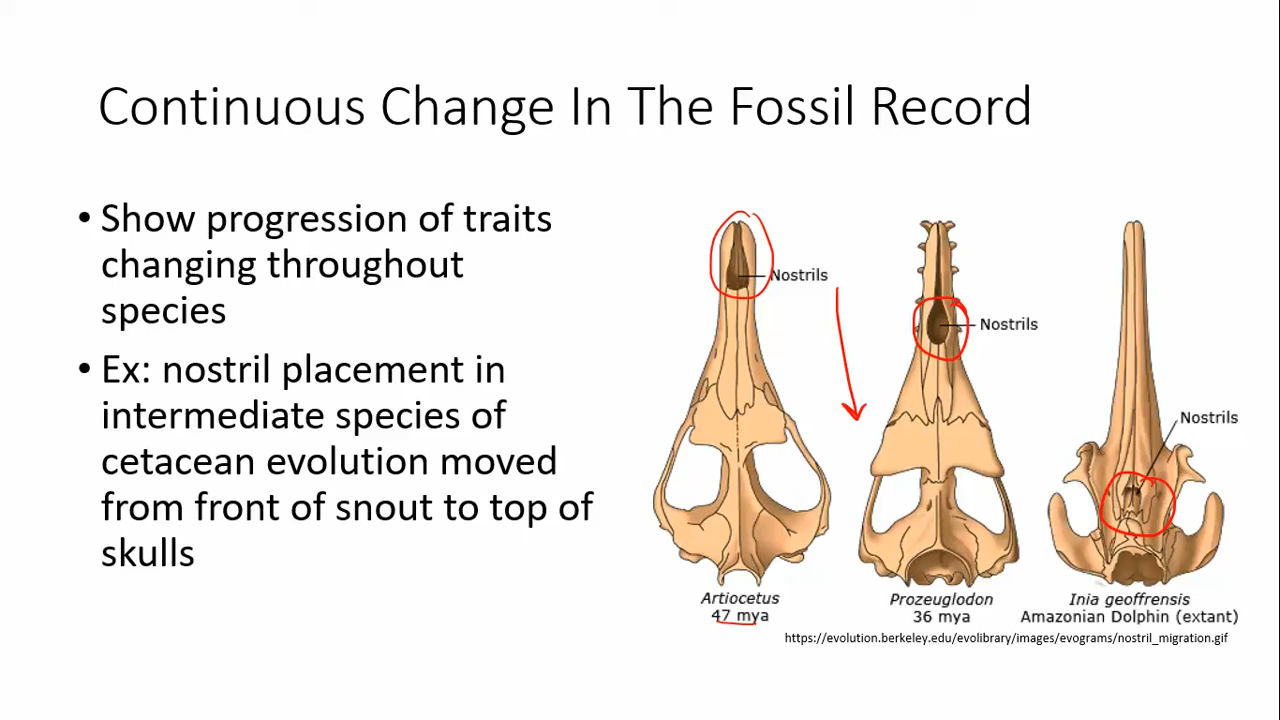 Continuous Change In The Fossil Record
• Show progression of traits
changing throughout
species
• Ex: nostril placement in
intermediate species of
cetacean evolution moved
from front of snout to top of
skulls
Nostrils
Nostrils
Nostrils
Artiocetus
47 mya
Prozeuglodon
36 mya
Inia geoffrensis
Amazonian Dolphin (extant)
https://evolution.berkeley.edu/evolibrary/images/evograms/nostril_migration.gif